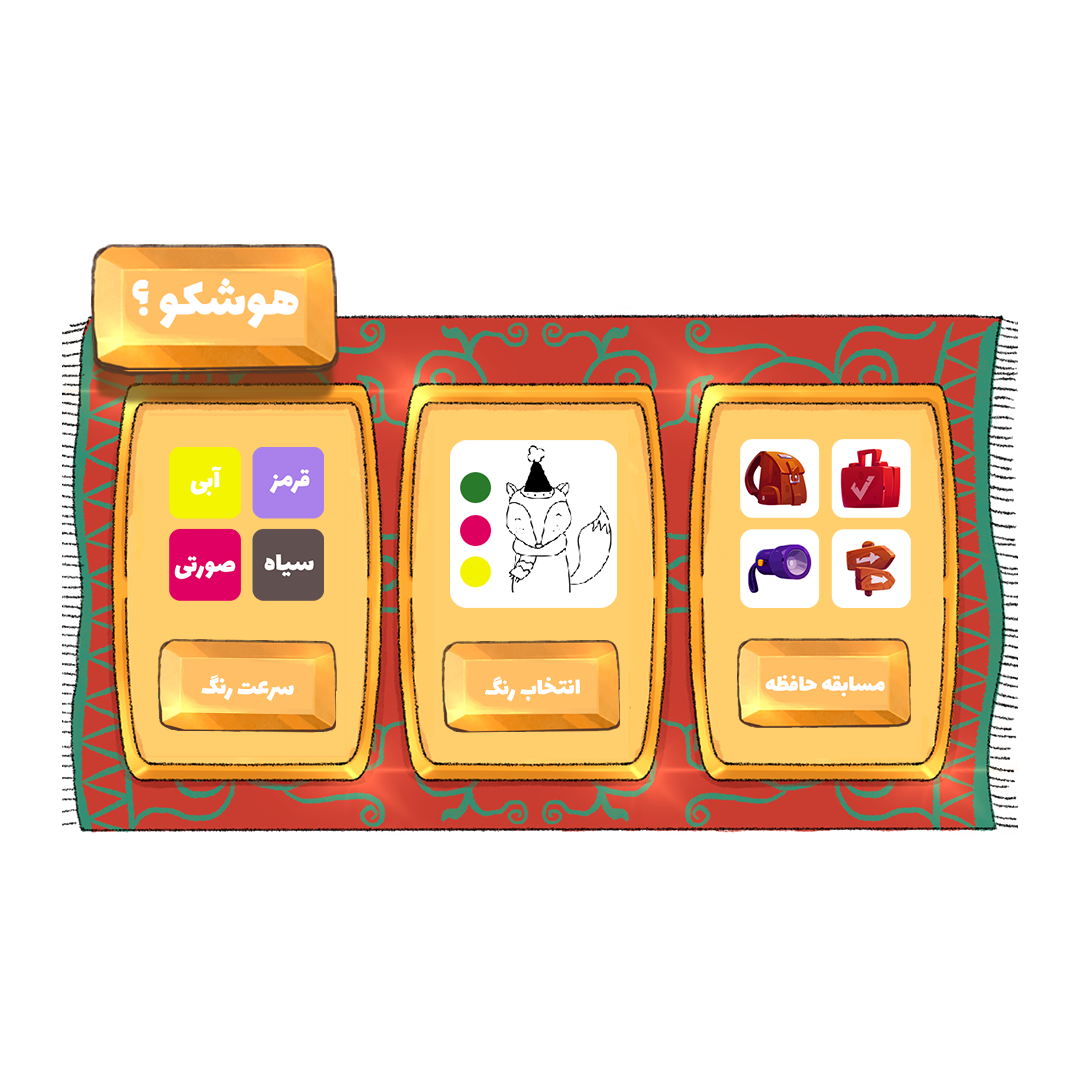 هوشکو ؟
قرمز
آبی
سیاه
صورتی
مسابقه حافظه
انتخاب رنگ
سرعت رنگ